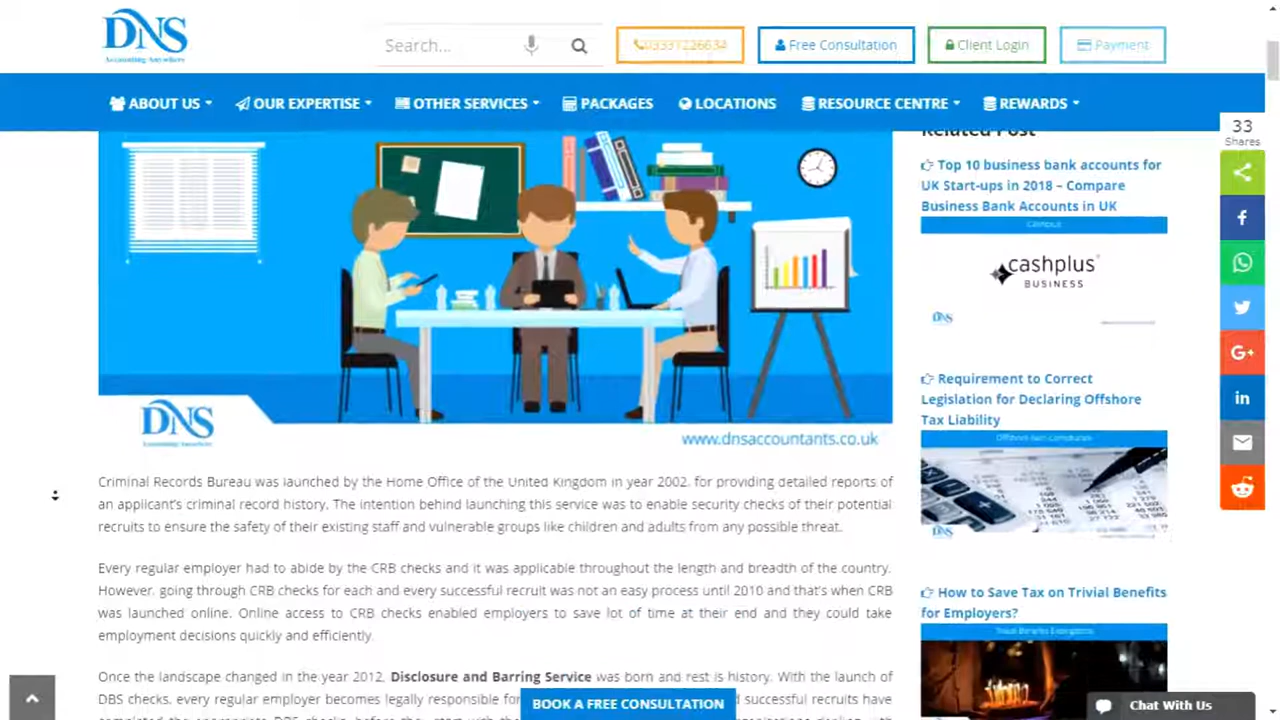 DNS
Accounting Anywhere
Search...
03331226634
Free Consultation
Client Login
Payment
ABOUT US
OUR EXPERTISE
OTHER SERVICES
PACKAGES
LOCATIONS
RESOURCE CENTRE
REWARDS
DNS
www.dnsaccountants.co.uk
Criminal Records Bureau was launched by the Home Office of the United Kingdom in year 2002, for providing detailed reports of
an applicant's criminal record history. The intention behind launching this service was to enable security checks of their potential
recruits to ensure the safety of their existing staff and vulnerable groups like children and adults from any possible threat.
Every regular employer had to abide by the CRB checks and it was applicable throughout the length and breadth of the country.
However, going through CRB checks for each and every successful recruit was not an easy process until 2010 and that's when CRB
was launched online. Online access to CRB checks enabled employers to save lot of time at their end and they could take
employment decisions quickly and efficiently.
Once the landscape changed in the year 2012, Disclosure and Barring Service was born and rest is history. With the launch of
DBS checks, every regular employer becomes legally responsible for
successful recruits have
BOOK A FREE CONSULTATION
Related Post
Top 10 business bank accounts for
UK Start-ups in 2018 – Compare
Business Bank Accounts in UK
Cashplus
cashplus
BUSINESS
DNS
Requirement to Correct
Legislation for Declaring Offshore
Tax Liability
DNS
How to Save Tax on Trivial Benefits
for Employers?
Trivial Benefits Exemptions
33
Shares
f
G+
in
Chat With Us